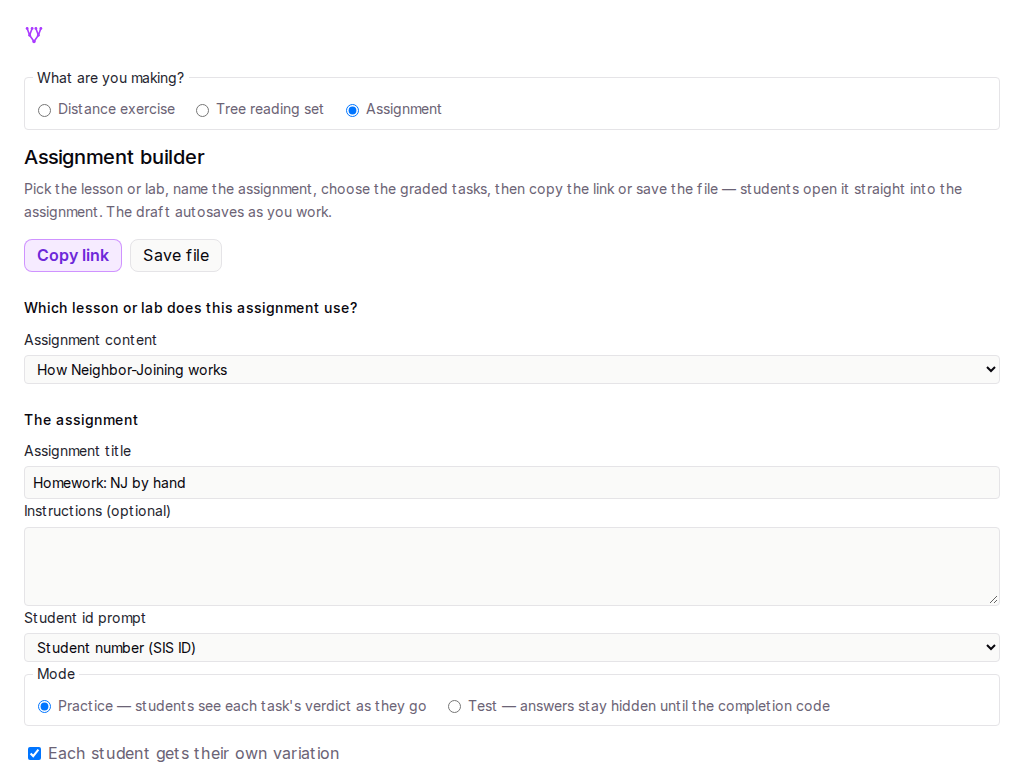 What are you making?
Distance exercise
Tree reading set
Assignment
Assignment builder
Pick the lesson or lab, name the assignment, choose the graded tasks, then copy the link or save the file — students open it straight into the
assignment. The draft autosaves as you work.
Copy link
Save file
Which lesson or lab does this assignment use?
Assignment content
How Neighbor-Joining works
The assignment
Assignment title
Homework: NJ by hand
Instructions (optional)
Student id prompt
Student number (SIS ID)
Mode
Practice — students see each task's verdict as they go
Test — answers stay hidden until the completion code
Each student gets their own variation